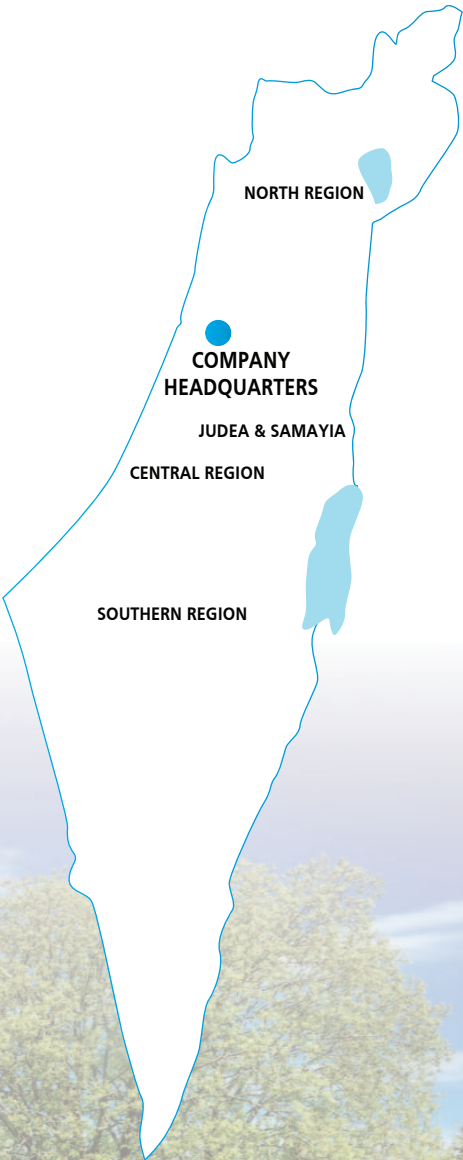 NORTH REGION
COMPANY
HEADQUARTERS
JUDEA & SAMAYIA
CENTRAL REGION
SOUTHERN REGION